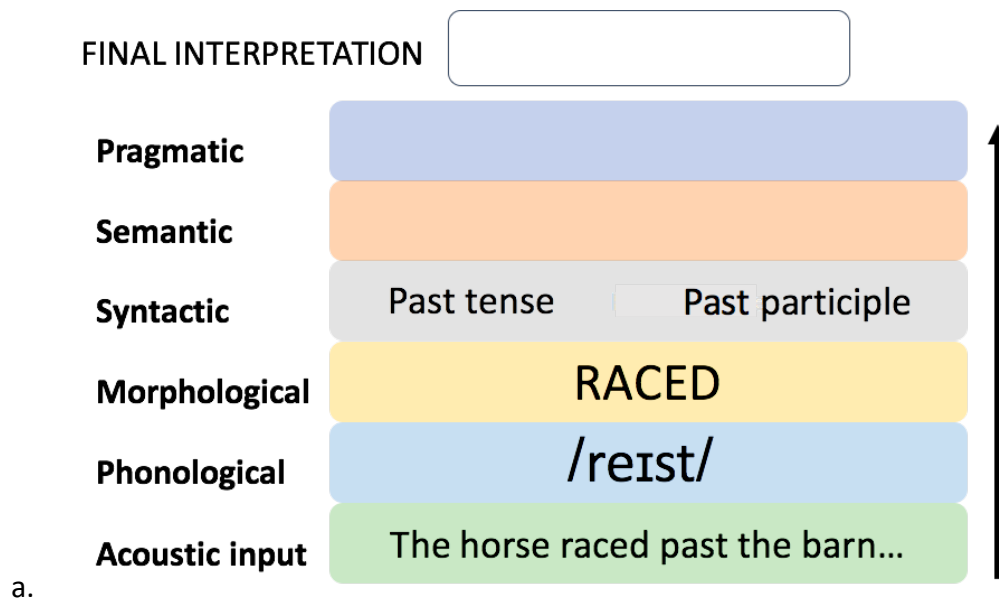 FINAL INTERPRETATION
Pragmatic
Semantic
Syntactic Past tense Past participle
Morphological RACED
Phonological /reɪst/
Acoustic input The horse raced past the barn...
a.